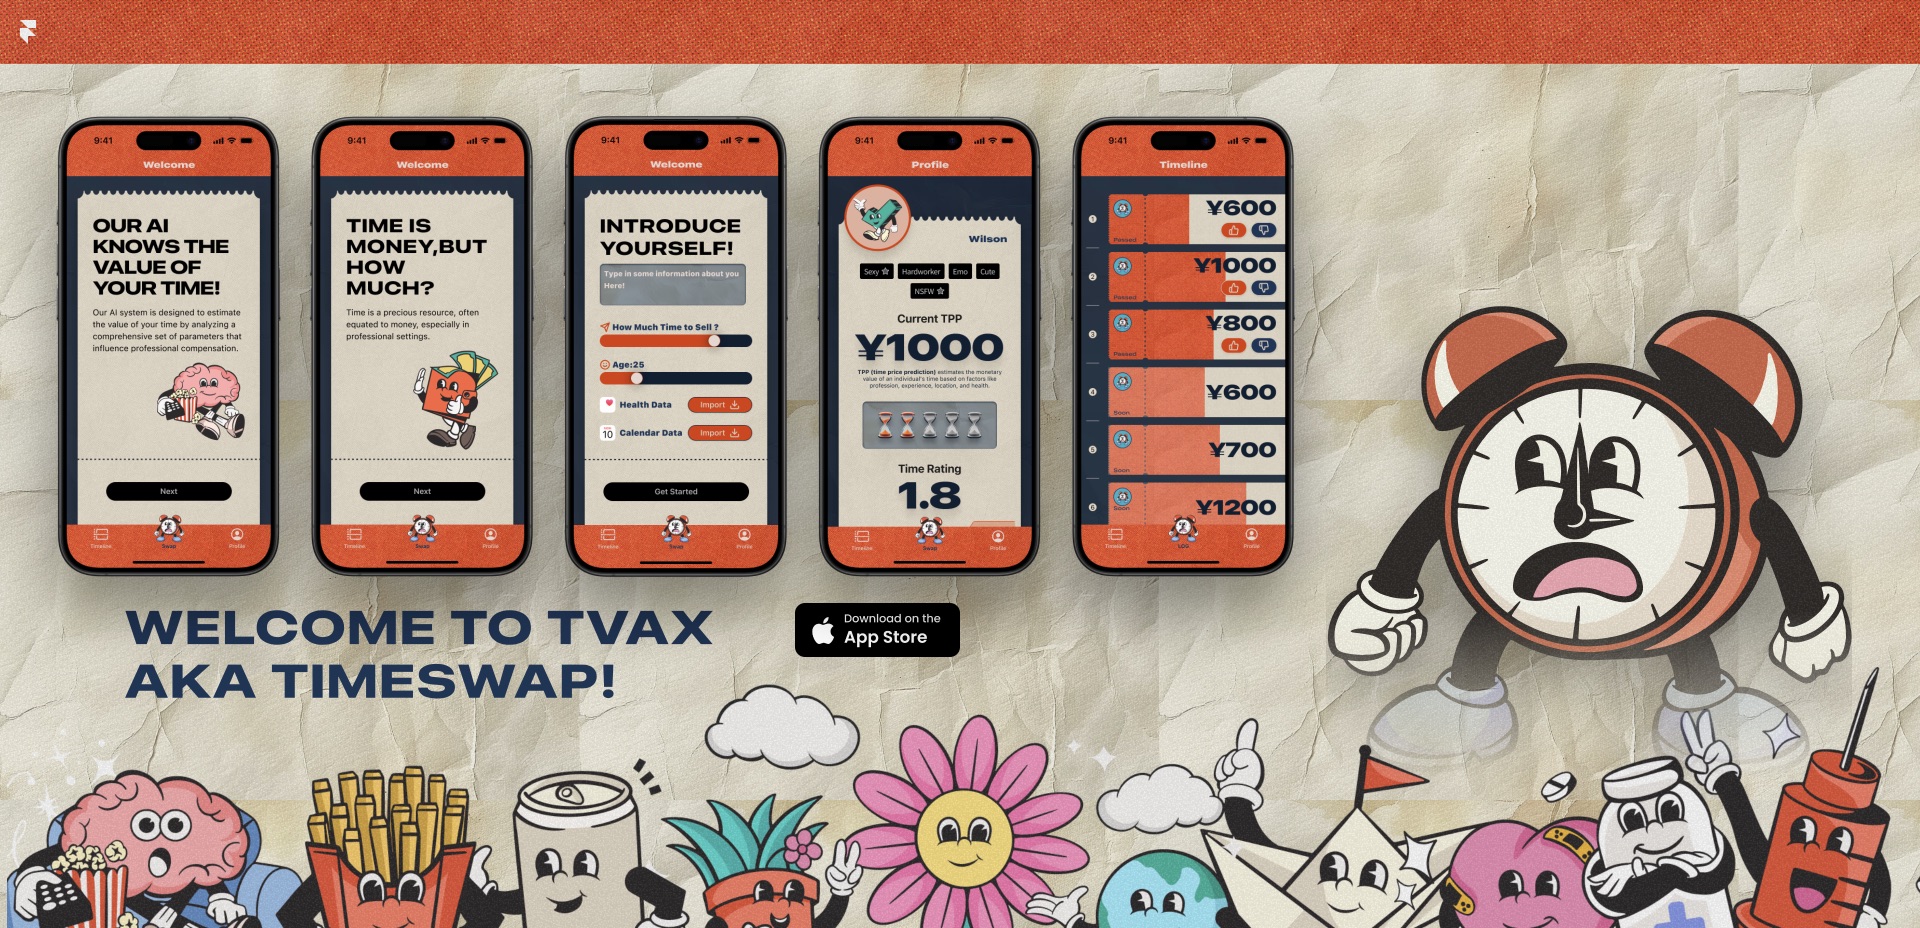 9:41
Welcome
OUR AI
KNOWS THE
VALUE OF
YOUR TIME!
Our AI system is designed to estimate
the value of your time by analyzing a
comprehensive set of parameters that
influence professional compensation.
Next
Timeline
Swap
Profile
9:41
Welcome
TIME IS
MONEY,BUT
HOW
MUCH?
Time is a precious resource, often
equated to money, especially in
professional settings.
Next
Timeline
Swap
Profile
9:41
Welcome
INTRODUCE
YOURSELF!
Type in some information about you
Here!
How Much Time to Sell ?
Age:25
Health Data
Import
10
Calendar Data
Import
Get Started
Timeline
Swap
Profile
9:41
Profile
Wilson
Sexy
Hardworker
Emo
Cute
NSFW
Current TPP
¥1000
TPP (time price prediction) estimates the monetary
value of an individual's time based on factors like
profession, experience, location, and health.
Time Rating
1.8
Timeline
Swap
Profile
9:41
Timeline
1
¥600
Passed
2
¥1000
Passed
3
¥800
Passed
4
¥600
Soon
5
¥700
Soon
6
¥1200
Soon
Timeline
LOG
Profile
WELCOME TO TVAX
AKA TIMESWAP!
Download on the
App Store